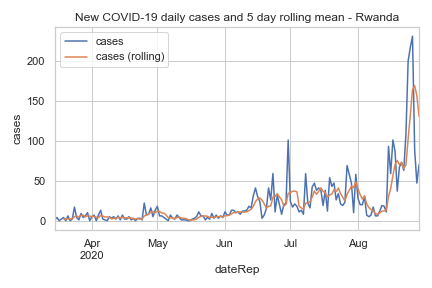 New COVID-19 daily cases and 5 day rolling mean - Rwanda
cases
cases (rolling)
200
150
100
50
0
cases
Apr
2020
May
Jun
Jul
Aug
dateRep